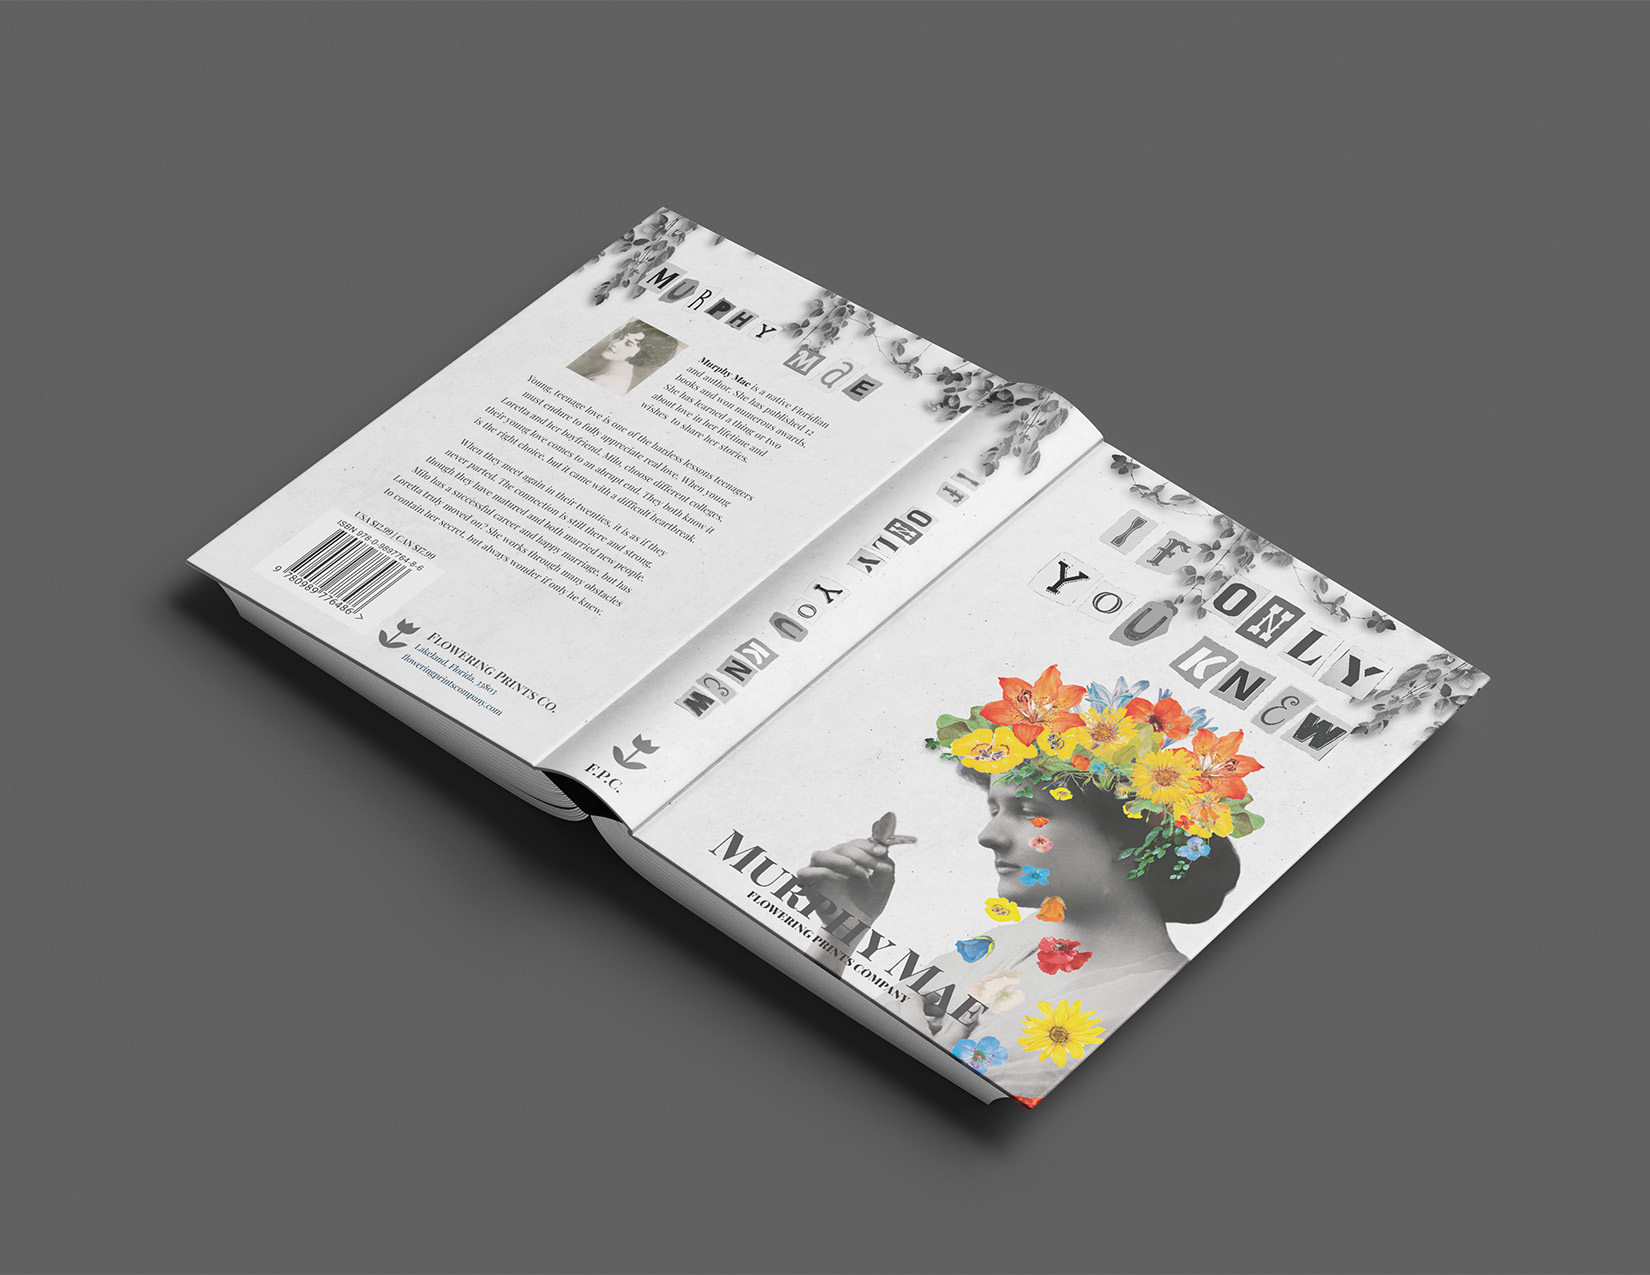 MURPHY MaE
Murphy Mae is a native Floridian
and author. She has published 12
books and won numerous awards.
She has learned a thing or two
about love in her lifetime and
wishes to share her stories.
Young, teenage love is one of the hardess lessons teenagers
must endure to fully appreciate real love. When young
Loretta and her boyfriend, Milo, choose different colleges,
their young love comes to an abrupt end. They both know it
is the right choice, but it came with a difficult heartbreak.
When they meet again in their twenties, it is as if they
never parted. The connection is still there and strong,
though they have matured and both married new people.
Milo has a successful career and happy marriage, but has
Loretta truly moved on? She works through many obstacles
to contain her secret, but always wonder if only he knew.
USA $12.99 | CAN $17.99
ISBN 978-0-9897764-8-6
9 780989 776486 >
FLOWERING PRINTS CO.
Lakeland, Florida, 33803
floweringprintscompany.com
IF ONLY YOU KNEW
F.P.C.
IF ONLY
YOU KNEW
MURPHY MAE
FLOWERING PRINTS COMPANY